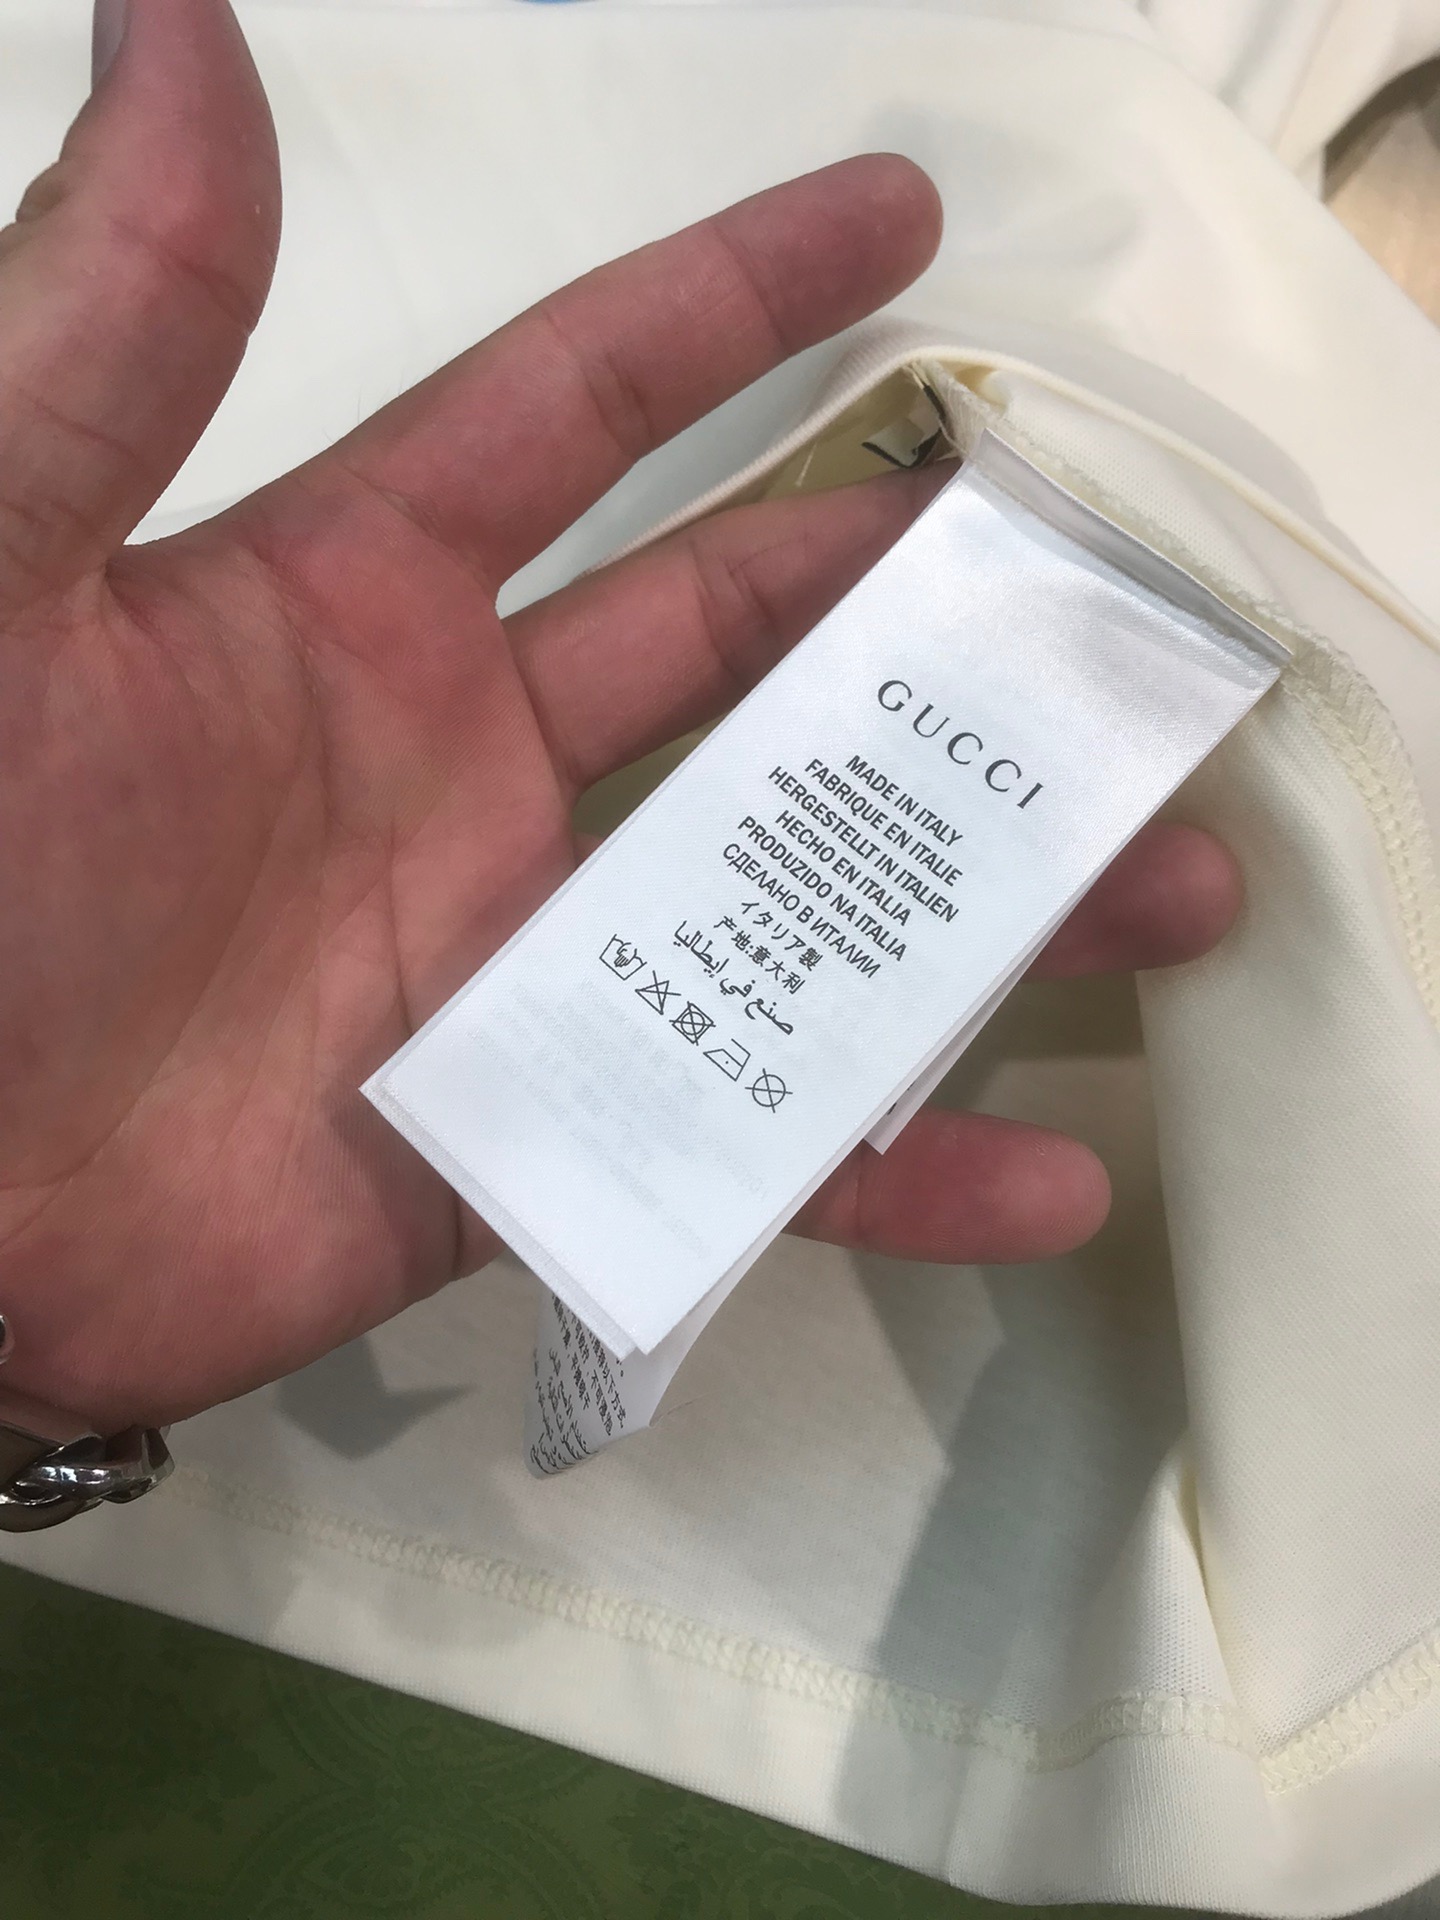 GUCCI
MADE IN ITALY
FABRIQUE EN ITALIE
HERGESTELLT IN ITALIEN
HECHO EN ITALIA
PRODUZIDO NA ITALIA
СДЕЛАНО В ИТАЛИИ
イタリア製
产地:意大利
صنع في إيطاليا